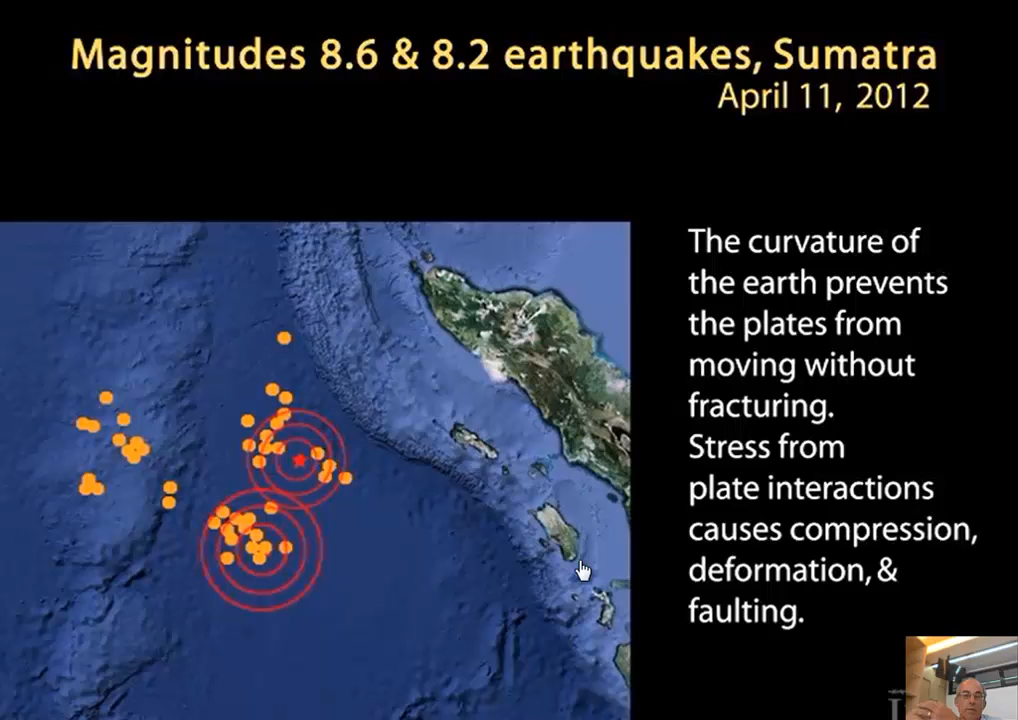 Magnitudes 8.6 & 8.2 earthquakes, Sumatra
April 11, 2012
The curvature of
the earth prevents
the plates from
moving without
fracturing.
Stress from
plate interactions
causes compression,
deformation, &
faulting.